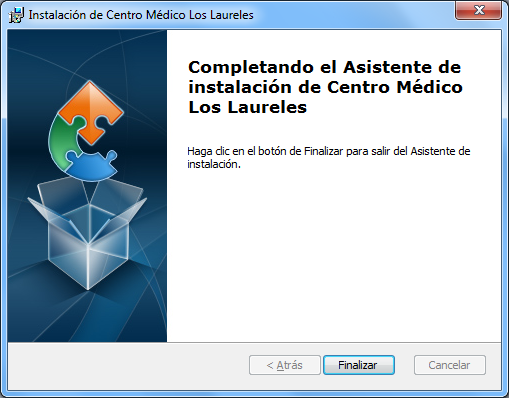 Instalación de Centro Médico Los Laureles
Completando el Asistente de
instalación de Centro Médico
Los Laureles
Haga clic en el botón de Finalizar para salir del Asistente de
instalación.
< Atrás
Finalizar
Cancelar